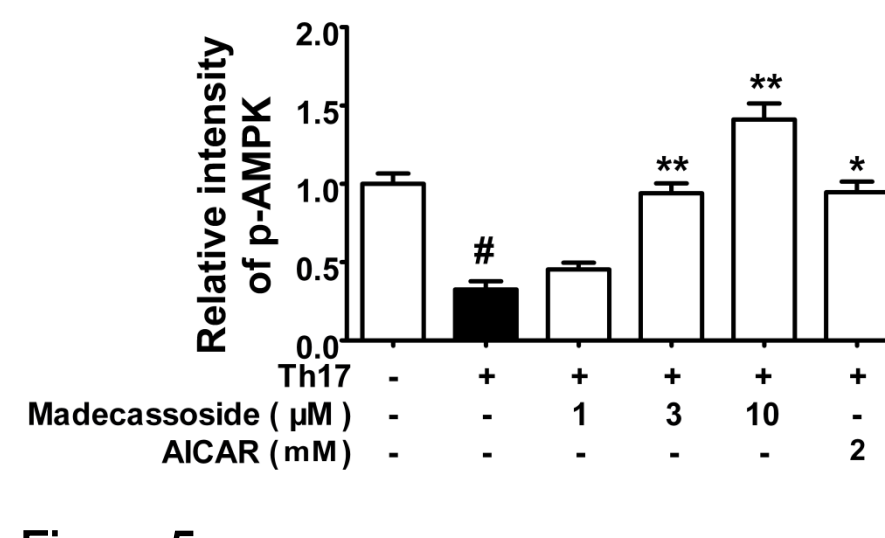 Relative intensity
of p-AMPK
2.0
1.5
1.0
0.5
0.0
#
**
**
*
Th17 - + + + + +
Madecassoside ( μM ) - - 1 3 10 -
AICAR ( mM ) - - - - - 2